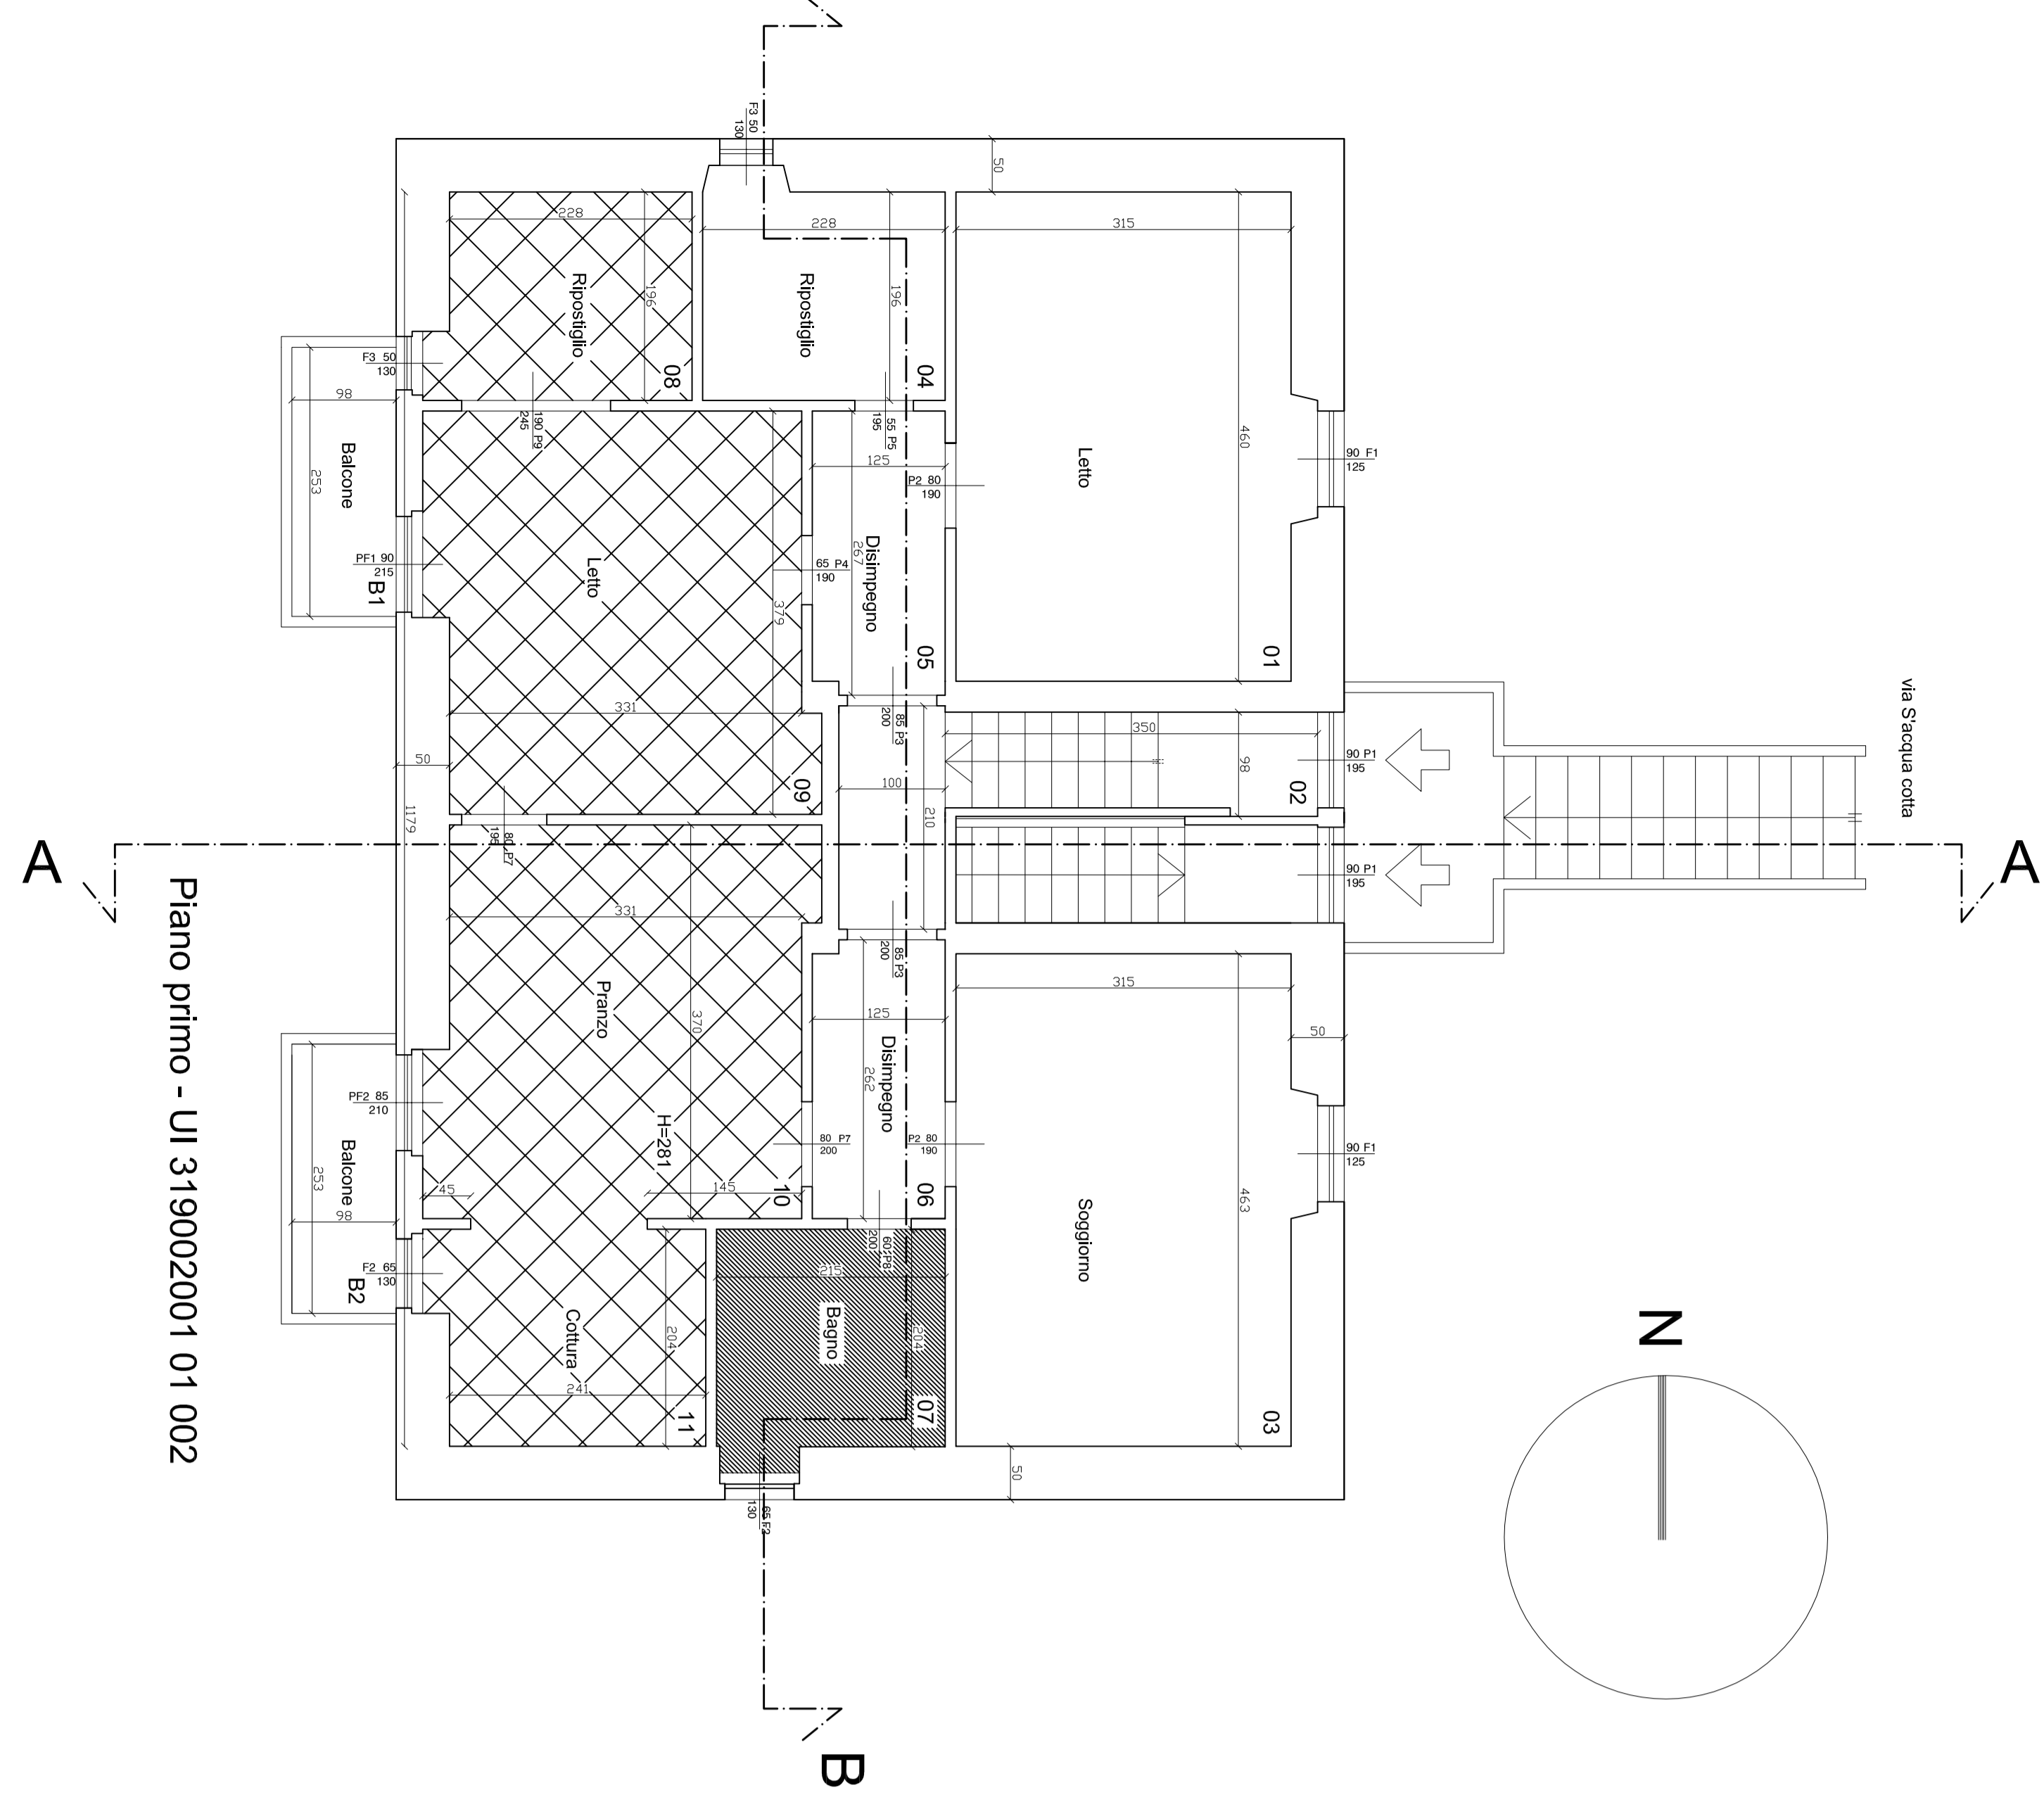 Piano primo - UI 3190020001 01 002
via S'acqua cotta
A
A
B
N
F3 50
130
50
228
228
315
Ripostiglio
196
08
Ripostiglio
196
04
Letto
460
01
90 F1
125
F3 50
130
98
Balcone
253
PF1 90
215
B1
190 P9
245
55 P5
195
125
P2 80
190
Letto
65 P4
190
379
Disimpegno
267
05
331
09
85 P3
200
350
98
02
90 P1
195
50
100
210
1179
80 P7
195
90 P1
195
331
85 P3
200
315
Pranzo
370
H=281
125
Disimpegno
262
50
PF2 85
210
80 P7
200
P2 80
190
90 F1
125
Balcone
253
98
45
145
10
06
Soggiorno
463
03
F2 65
130
B2
60 P8
200
215
Bagno
204
07
Cottura
204
241
11
50
65 F2
130